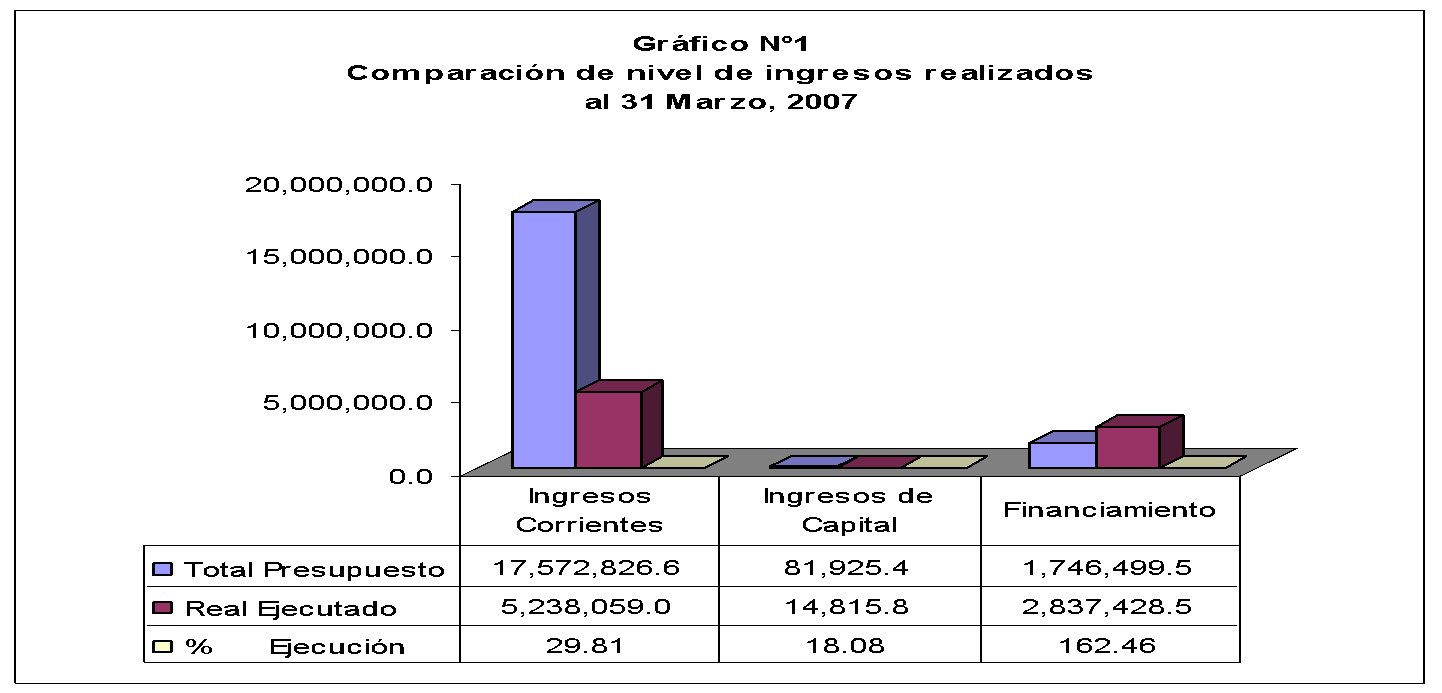 Gráfico Nº1
Comparación de nivel de ingresos realizados
al 31 Marzo, 2007
20,000,000.0
15,000,000.0
10,000,000.0
5,000,000.0
0.0
Ingresos Corrientes
Ingresos de Capital
Financiamiento
Total Presupuesto 17,572,826.6 81,925.4 1,746,499.5
Real Ejecutado 5,238,059.0 14,815.8 2,837,428.5
% Ejecución 29.81 18.08 162.46